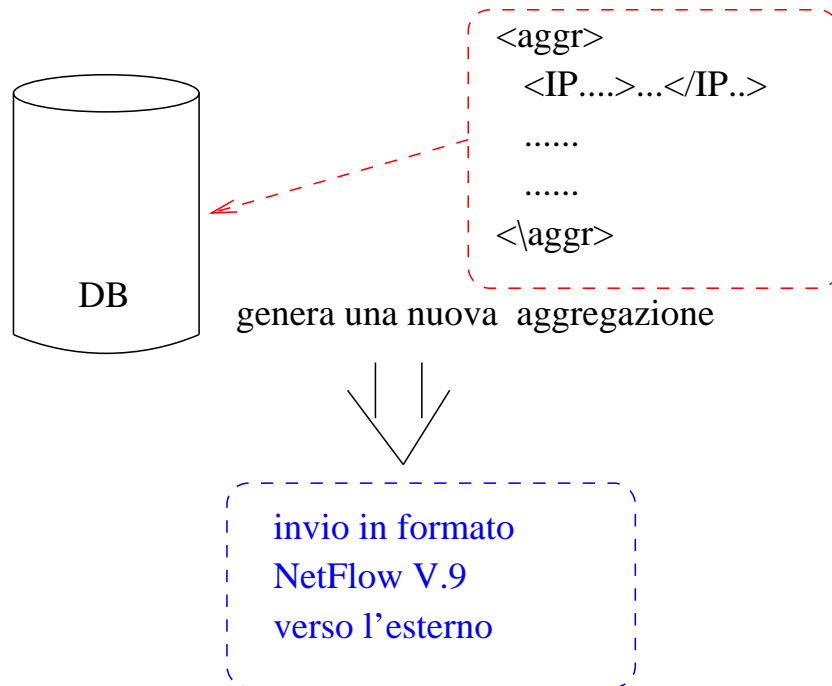 <aggr>
<IP....>...</IP..>
......
......
<\aggr>
DB
genera una nuova aggregazione
invio in formato
NetFlow V.9
verso l'esterno